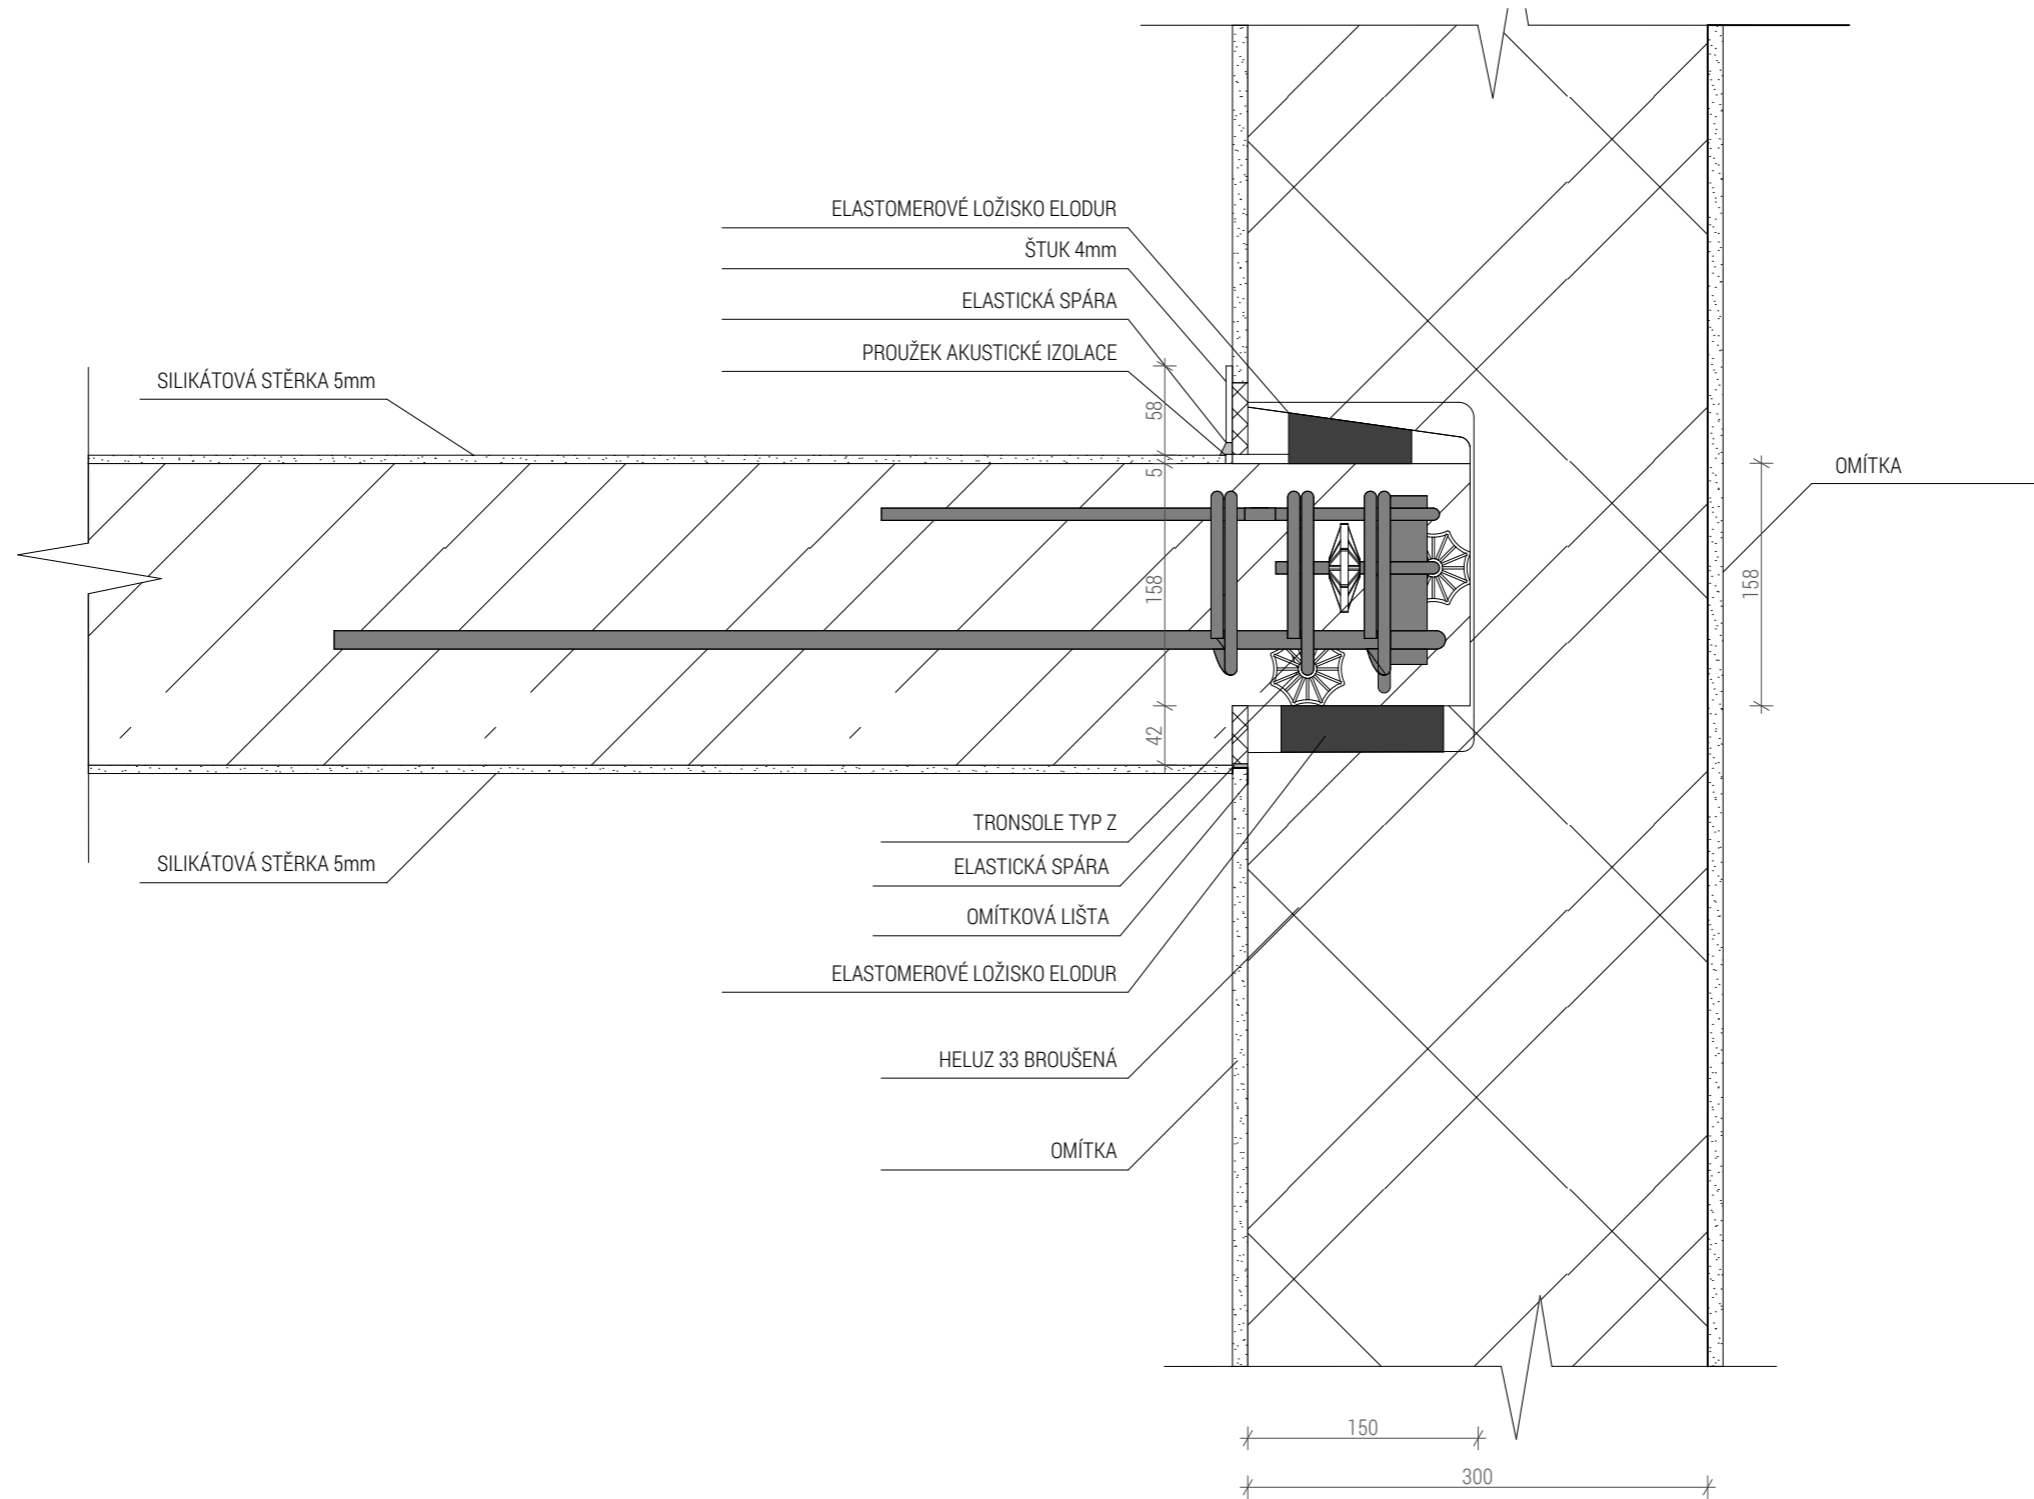 ELASTOMEROVÉ LOŽISKO ELODUR
ŠTUK 4mm
ELASTICKÁ SPÁRA
PROUŽEK AKUSTICKÉ IZOLACE
SILIKÁTOVÁ STĚRKA 5mm
58
5
158
42
OMÍTKA
158
TRONSOLE TYP Z
ELASTICKÁ SPÁRA
OMÍTKOVÁ LIŠTA
ELASTOMEROVÉ LOŽISKO ELODUR
SILIKÁTOVÁ STĚRKA 5mm
HELUZ 33 BROUŠENÁ
OMÍTKA
150
300